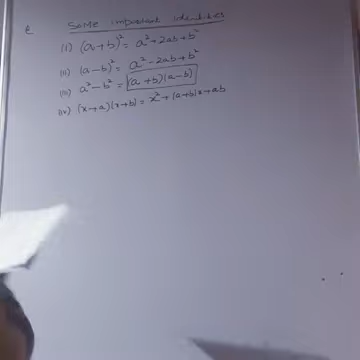 Some important identities
(i) (a+b)² = a² + 2ab + b²
(ii) (a-b)² = a² - 2ab + b²
(iii) a² - b² = (a+b)(a-b)
(iv) (x+a)(x+b) = x² + (a+b)x + ab